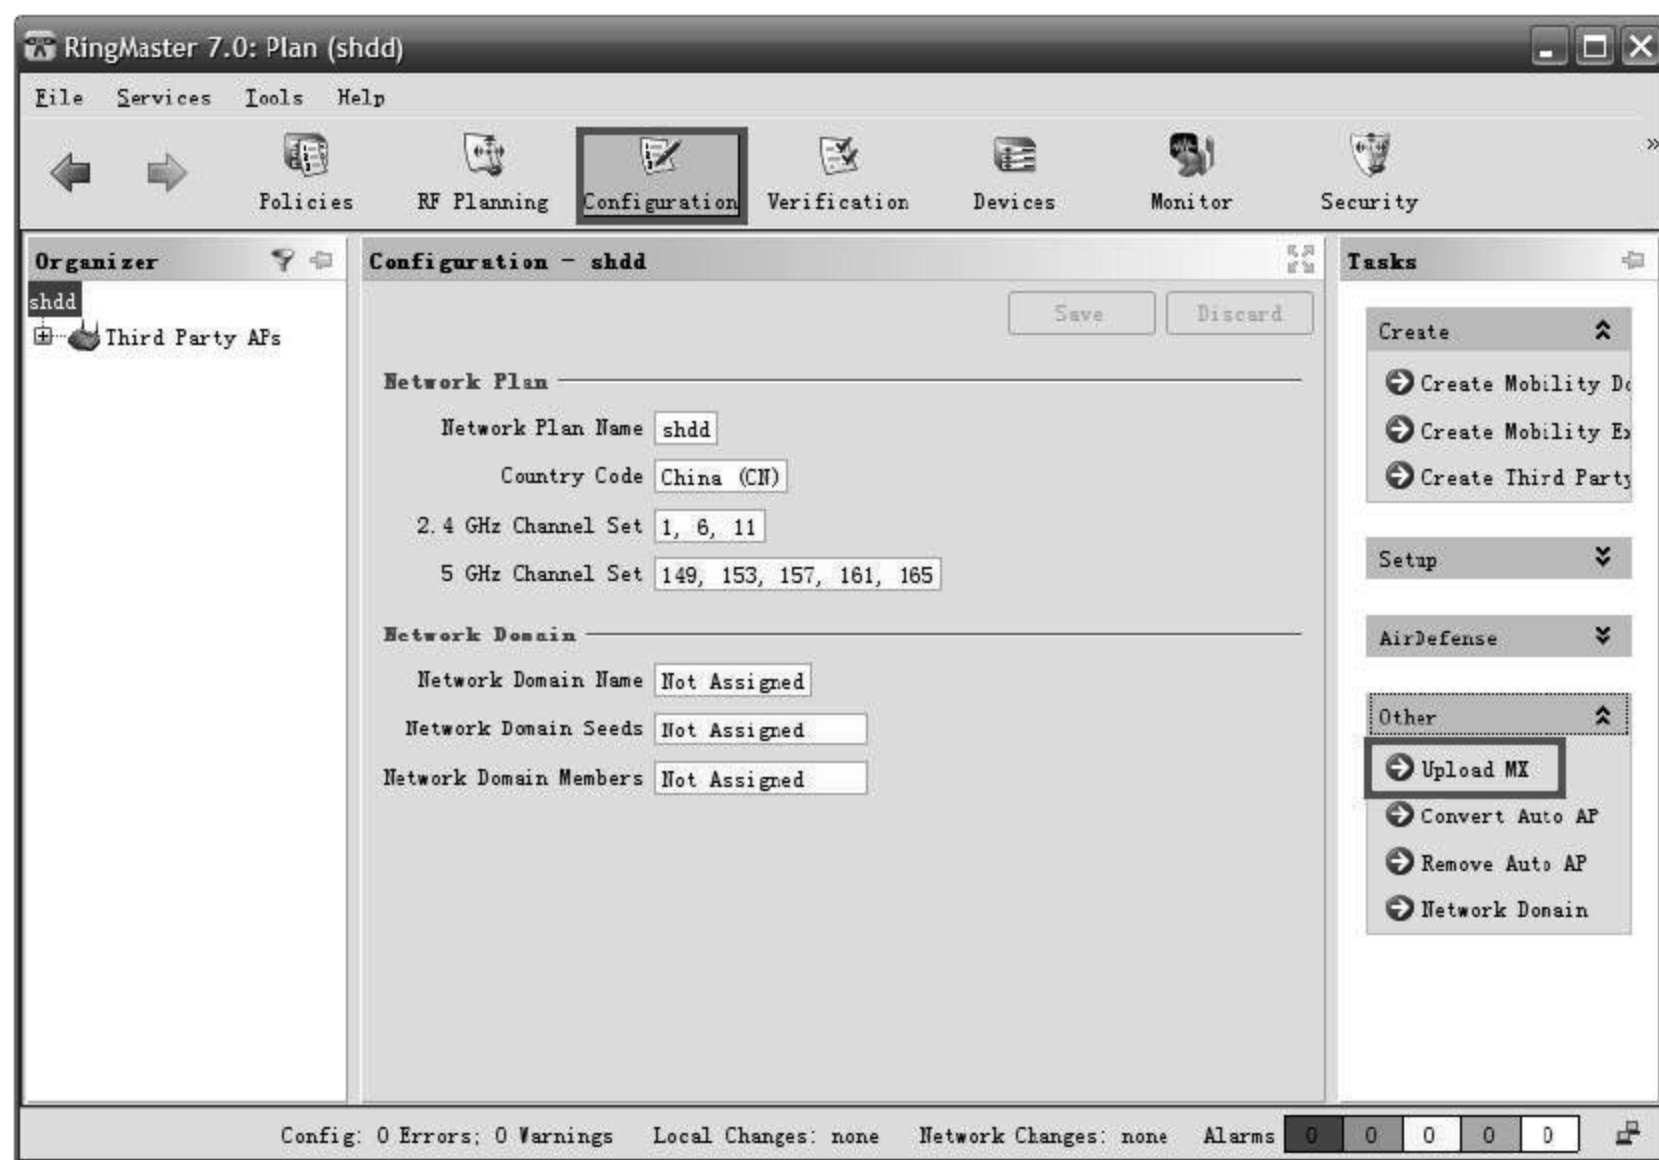 RingMaster 7.0: Plan (shdd)
File Services Tools Help
Policies RF Planning Configuration Verification Devices Monitor Security
Organizer
shdd
Third Party APs
Configuration - shdd
Save Discard
Network Plan
Network Plan Name shdd
Country Code China (CN)
2.4 GHz Channel Set 1, 6, 11
5 GHz Channel Set 149, 153, 157, 161, 165
Network Domain
Network Domain Name Not Assigned
Network Domain Seeds Not Assigned
Network Domain Members Not Assigned
Tasks
Create
Create Mobility Do
Create Mobility Ex
Create Third Party
Setup
AirDefense
Other
Upload MX
Convert Auto AP
Remove Auto AP
Network Domain
Config: 0 Errors; 0 Warnings Local Changes: none Network Changes: none Alarms 0 0 0 0 0